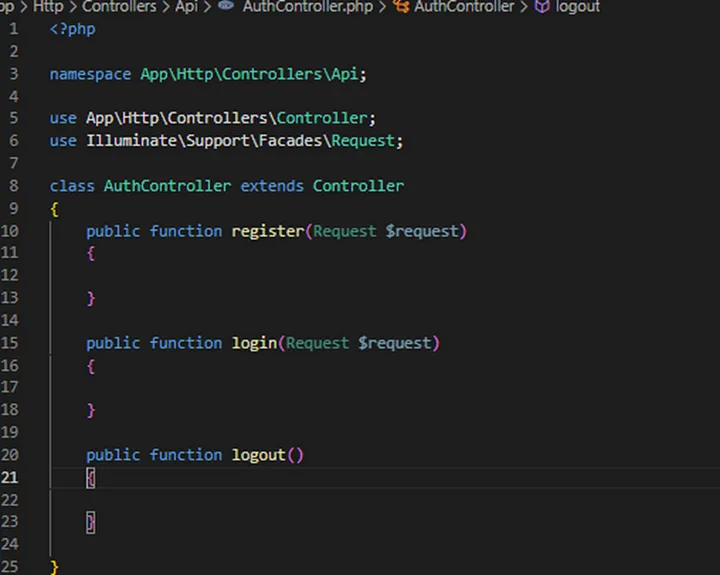 Http > Controllers > Api > AuthController.php > AuthController > logout
1 <?php
2
3 namespace App\Http\Controllers\Api;
4
5 use App\Http\Controllers\Controller;
6 use Illuminate\Support\Facades\Request;
7
8 class AuthController extends Controller
9 {
10 public function register(Request $request)
11 {
12
13 }
14
15 public function login(Request $request)
16 {
17
18 }
19
20 public function logout()
21 {
22
23 }
24
25 }